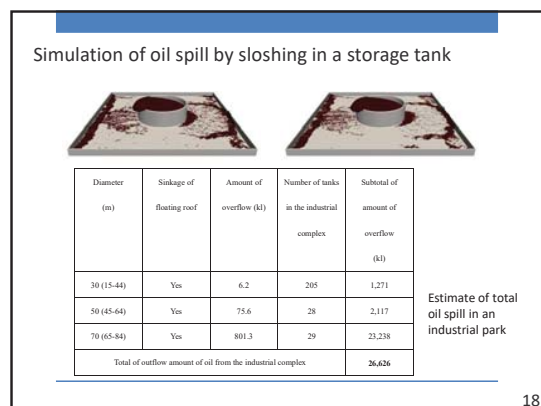 Simulation of oil spill by sloshing in a storage tank
Diameter
(m)
Sinkage of
floating roof
Amount of
overflow (kl)
Number of tanks
in the industrial
complex
Subtotal of
amount of
overflow
(kl)
30 (15-44) Yes 6.2 205 1,271
50 (45-64) Yes 75.6 28 2,117
70 (65-84) Yes 801.3 29 23,238
Total of outflow amount of oil from the industrial complex 26,626
Estimate of total
oil spill in an
industrial park
18